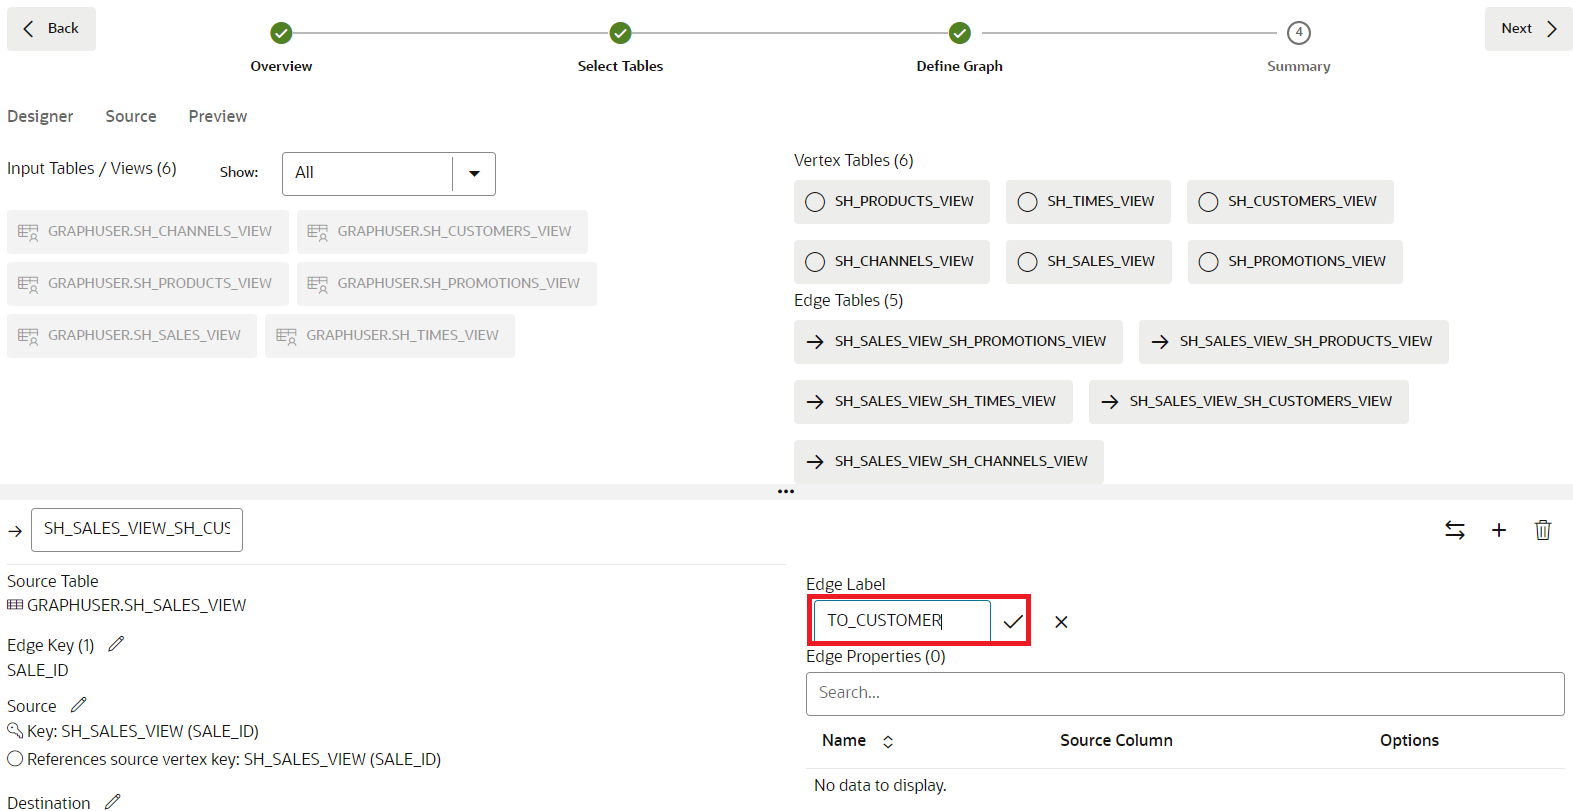 Back
Next
4
Overview
Select Tables
Define Graph
Summary
Designer Source Preview
Input Tables / Views (6)
Show:
All
GRAPHUSER.SH_CHANNELS_VIEW
GRAPHUSER.SH_CUSTOMERS_VIEW
GRAPHUSER.SH_PRODUCTS_VIEW
GRAPHUSER.SH_PROMOTIONS_VIEW
GRAPHUSER.SH_SALES_VIEW
GRAPHUSER.SH_TIMES_VIEW
Vertex Tables (6)
SH_PRODUCTS_VIEW
SH_TIMES_VIEW
SH_CUSTOMERS_VIEW
SH_CHANNELS_VIEW
SH_SALES_VIEW
SH_PROMOTIONS_VIEW
Edge Tables (5)
SH_SALES_VIEW_SH_PROMOTIONS_VIEW
SH_SALES_VIEW_SH_PRODUCTS_VIEW
SH_SALES_VIEW_SH_TIMES_VIEW
SH_SALES_VIEW_SH_CUSTOMERS_VIEW
SH_SALES_VIEW_SH_CHANNELS_VIEW
SH_SALES_VIEW_SH_CUS
Source Table
GRAPHUSER.SH_SALES_VIEW
Edge Key (1)
SALE_ID
Source
Key: SH_SALES_VIEW (SALE_ID)
References source vertex key: SH_SALES_VIEW (SALE_ID)
Destination
Edge Label
TO_CUSTOMER
Edge Properties (0)
Search...
Name Source Column Options
No data to display.